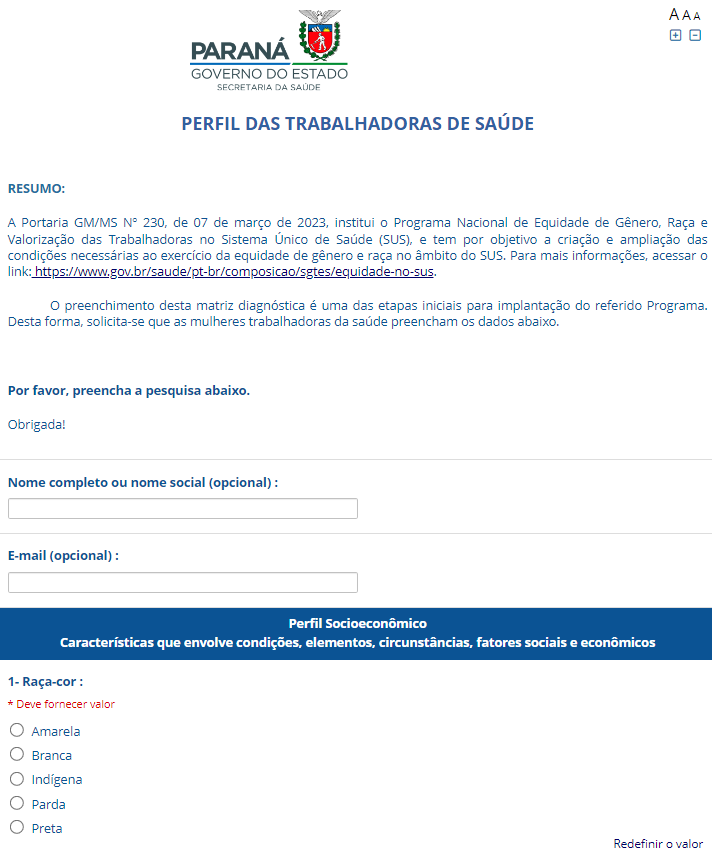 PARANÁ
GOVERNO DO ESTADO
SECRETARIA DA SAÚDE
A A A
PERFIL DAS TRABALHADORAS DE SAÚDE
RESUMO:
A Portaria GM/MS Nº 230, de 07 de março de 2023, institui o Programa Nacional de Equidade de Gênero, Raça e
Valorização das Trabalhadoras no Sistema Único de Saúde (SUS), e tem por objetivo a criação e ampliação das
condições necessárias ao exercício da equidade de gênero e raça no âmbito do SUS. Para mais informações, acessar o
link: https://www.gov.br/saude/pt-br/composicao/sgtes/equidade-no-sus.
O preenchimento desta matriz diagnóstica é uma das etapas iniciais para implantação do referido Programa.
Desta forma, solicita-se que as mulheres trabalhadoras da saúde preencham os dados abaixo.
Por favor, preencha a pesquisa abaixo.
Obrigada!
Nome completo ou nome social (opcional) :
E-mail (opcional) :
Perfil Socioeconômico
Características que envolve condições, elementos, circunstâncias, fatores sociais e econômicos
1- Raça-cor :
* Deve fornecer valor
Amarela
Branca
Indígena
Parda
Preta
Redefinir o valor